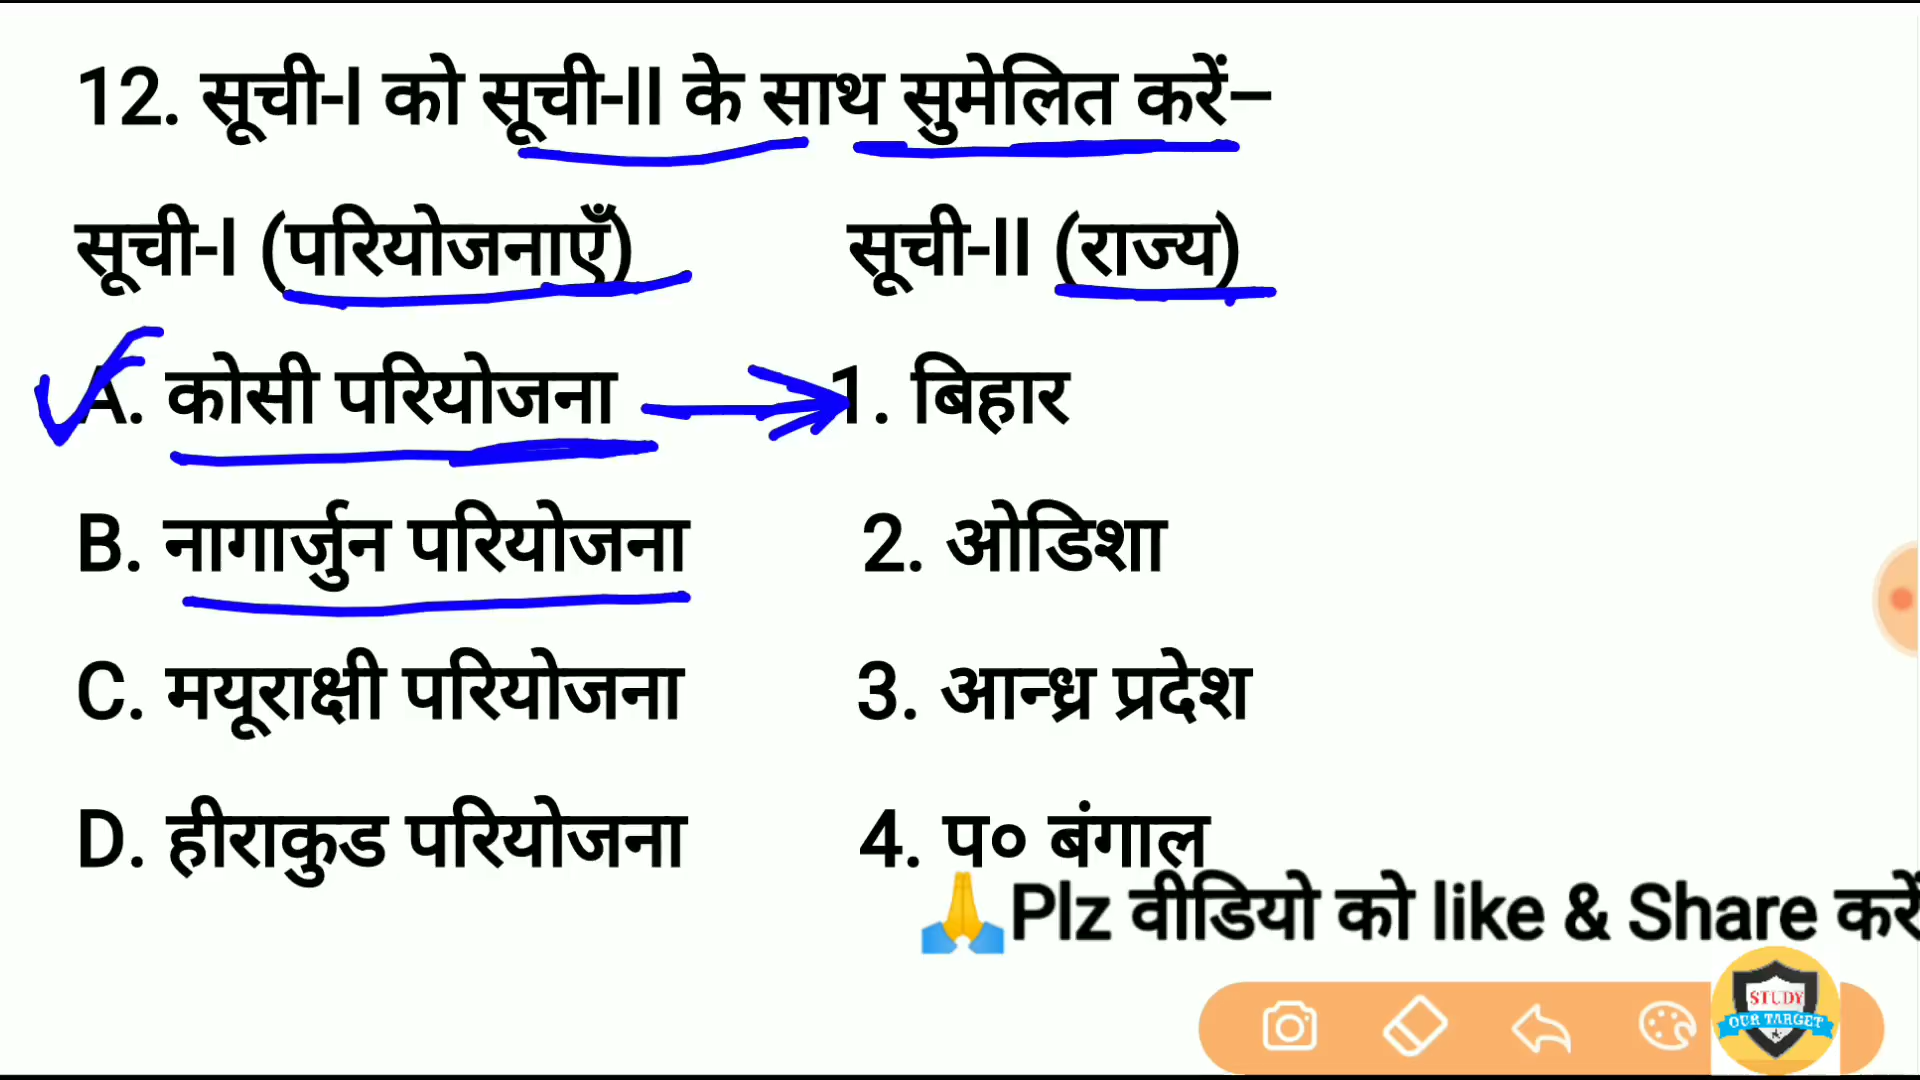 12. सूची-I को सूची-II के साथ सुमेलित करें–
सूची-I (परियोजनाएँ) सूची-II (राज्य)
A. कोसी परियोजना 1. बिहार
B. नागार्जुन परियोजना 2. ओडिशा
C. मयूराक्षी परियोजना 3. आन्ध्र प्रदेश
D. हीराकुड परियोजना 4. प० बंगाल
🙏Plz वीडियो को like & Share करें
STUDY
OUR TARGET